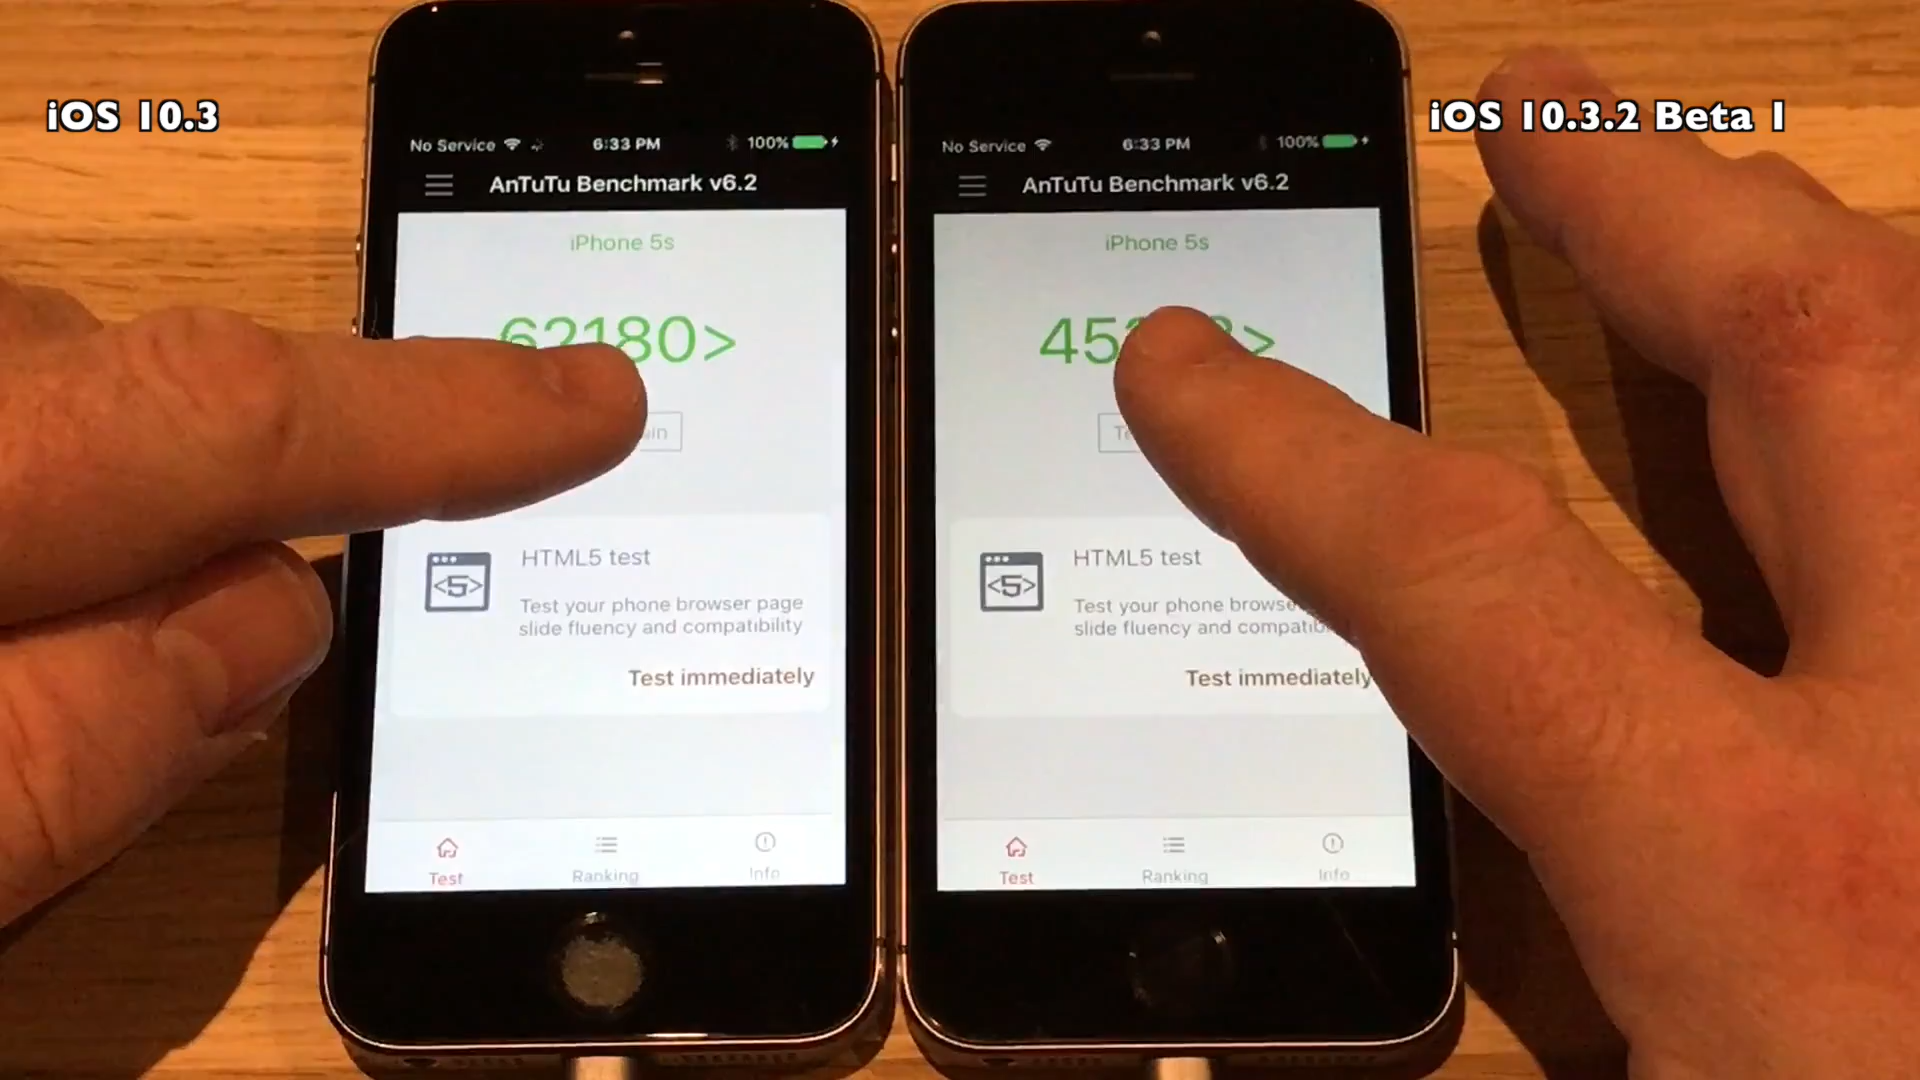 iOS 10.3
iOS 10.3.2 Beta 1
No Service 6:33 PM 100%
AnTuTu Benchmark v6.2
iPhone 5s
62180>
HTML5 test
<5>
Test your phone browser page
slide fluency and compatibility
Test immediately
Test Ranking Info
No Service 6:33 PM 100%
AnTuTu Benchmark v6.2
iPhone 5s
HTML5 test
<5>
Test your phone
slide fluency and
Test immediately
Test Ranking Info